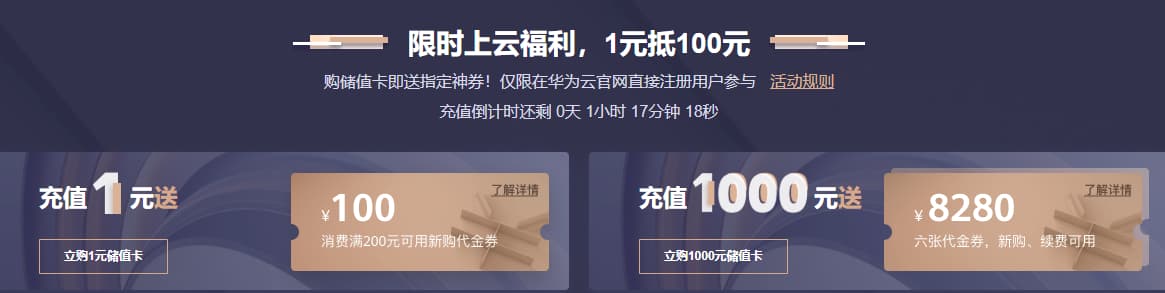 限时上云福利，1元抵100元
购储值卡即送指定神券！仅限在华为云官网直接注册用户参与 活动规则
充值倒计时还剩 0天 1小时 17分钟 18秒
充值1元送
立购1元储值卡
了解详情
¥100
消费满200元可用新购代金券
充值1000元送
立购1000元储值卡
了解详情
¥8280
六张代金券，新购、续费可用